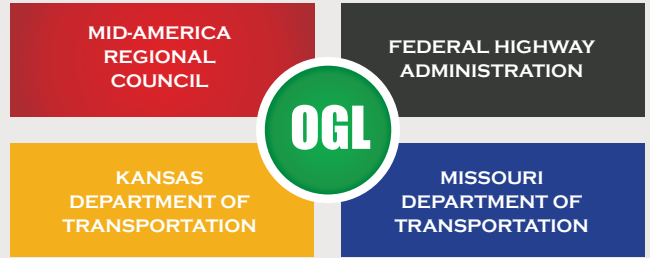 MID-AMERICA
REGIONAL
COUNCIL
FEDERAL HIGHWAY
ADMINISTRATION
OGL
KANSAS
DEPARTMENT OF
TRANSPORTATION
MISSOURI
DEPARTMENT OF
TRANSPORTATION